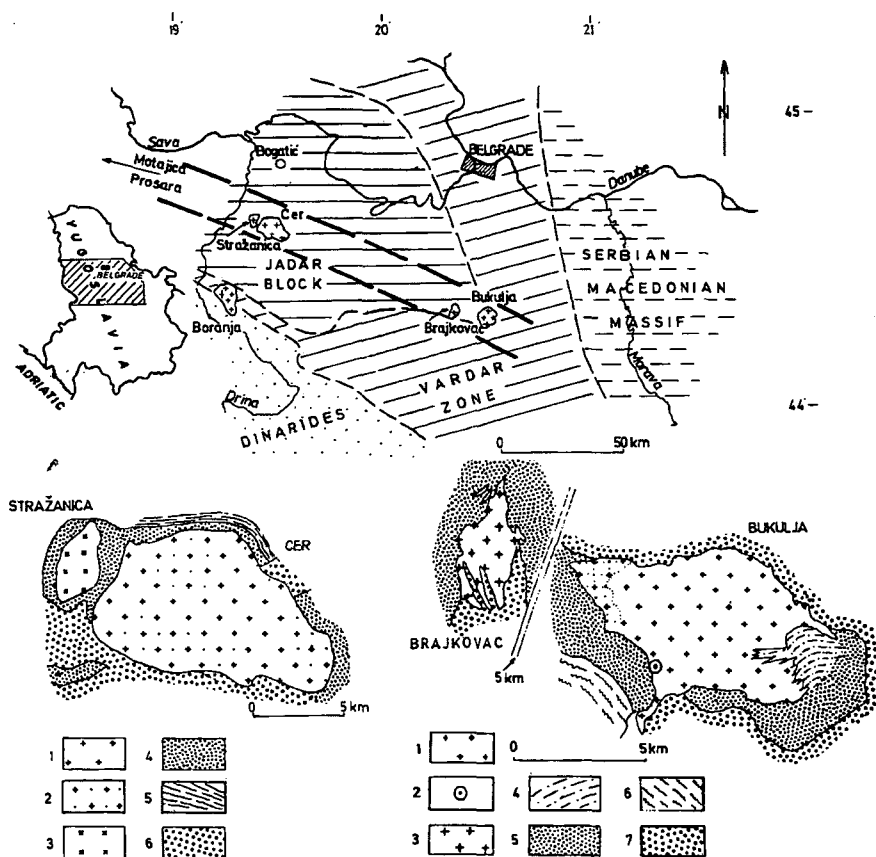 19 20 21
N
45
Sava
Bogatić
BELGRADE
Motajica
Prosara
Danube
Cer
Stražanica
YUGOSLAVIA
BELGRADE
JADAR
BLOCK
SERBIAN
MACEDONIAN
MASSIF
Bukulja
Brajkovac
Boranja
Morava
ADRIATIC
VARDAR
ZONE
Drina
DINARIDES
44
0 50 km
STRAŽANICA
CER
BUKULJA
BRAJKOVAC
5 km
0 5 km
1 4
2 5
3 6
0 5km
1
2 4 6
3 5 7